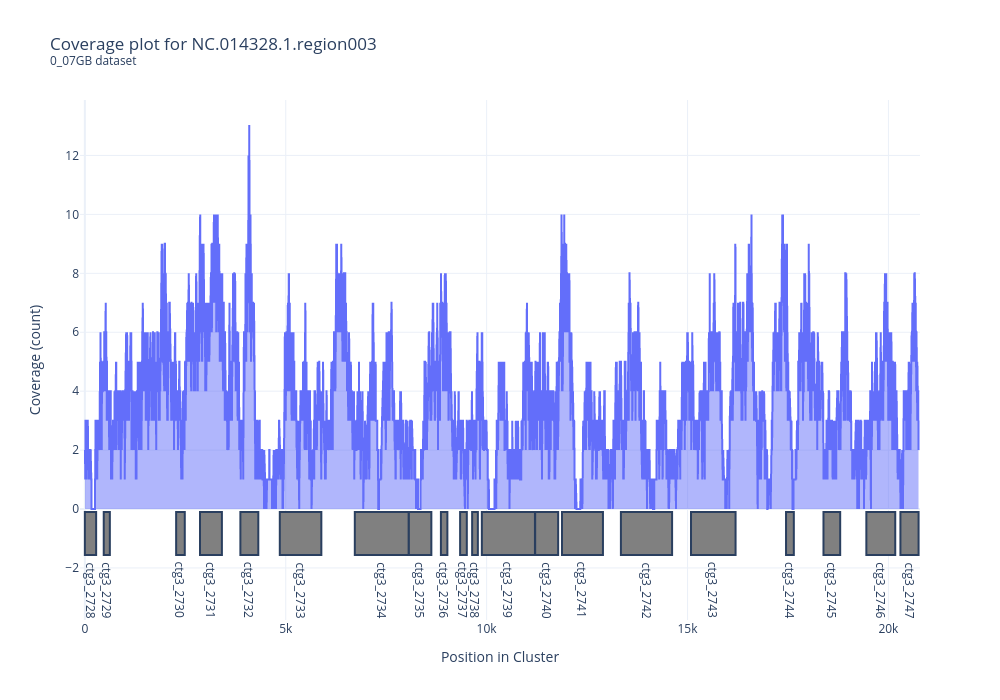 Coverage plot for NC.014328.1.region003
0_07GB dataset
Coverage (count)
12
10
8
6
4
2
0
−2
ctg3_2728
ctg3_2729
ctg3_2730
ctg3_2731
ctg3_2732
ctg3_2733
ctg3_2734
ctg3_2735
ctg3_2736
ctg3_2737
ctg3_2738
ctg3_2739
ctg3_2740
ctg3_2741
ctg3_2742
ctg3_2743
ctg3_2744
ctg3_2745
ctg3_2746
ctg3_2747
0
5k
10k
15k
20k
Position in Cluster